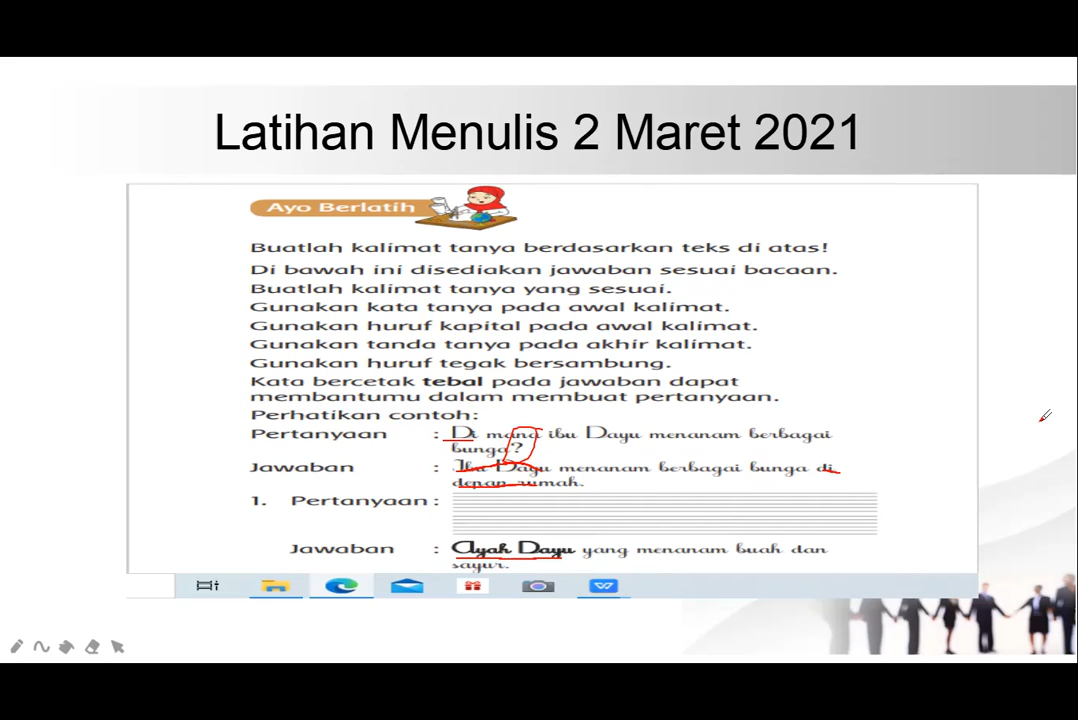 Latihan Menulis 2 Maret 2021
Ayo Berlatih
Buatlah kalimat tanya berdasarkan teks di atas!
Di bawah ini disediakan jawaban sesuai bacaan.
Buatlah kalimat tanya yang sesuai.
Gunakan kata tanya pada awal kalimat.
Gunakan huruf kapital pada awal kalimat.
Gunakan tanda tanya pada akhir kalimat.
Gunakan huruf tegak bersambung.
Kata bercetak tebal pada jawaban dapat
membantumu dalam membuat pertanyaan.
Perhatikan contoh:
Pertanyaan : Di mana ibu Dayu menanam berbagai
bunga?
Jawaban : Ibu Dayu menanam berbagai bunga di
depan rumah.
1. Pertanyaan :
Jawaban : Ayah Dayu yang menanam buah dan
sayur.